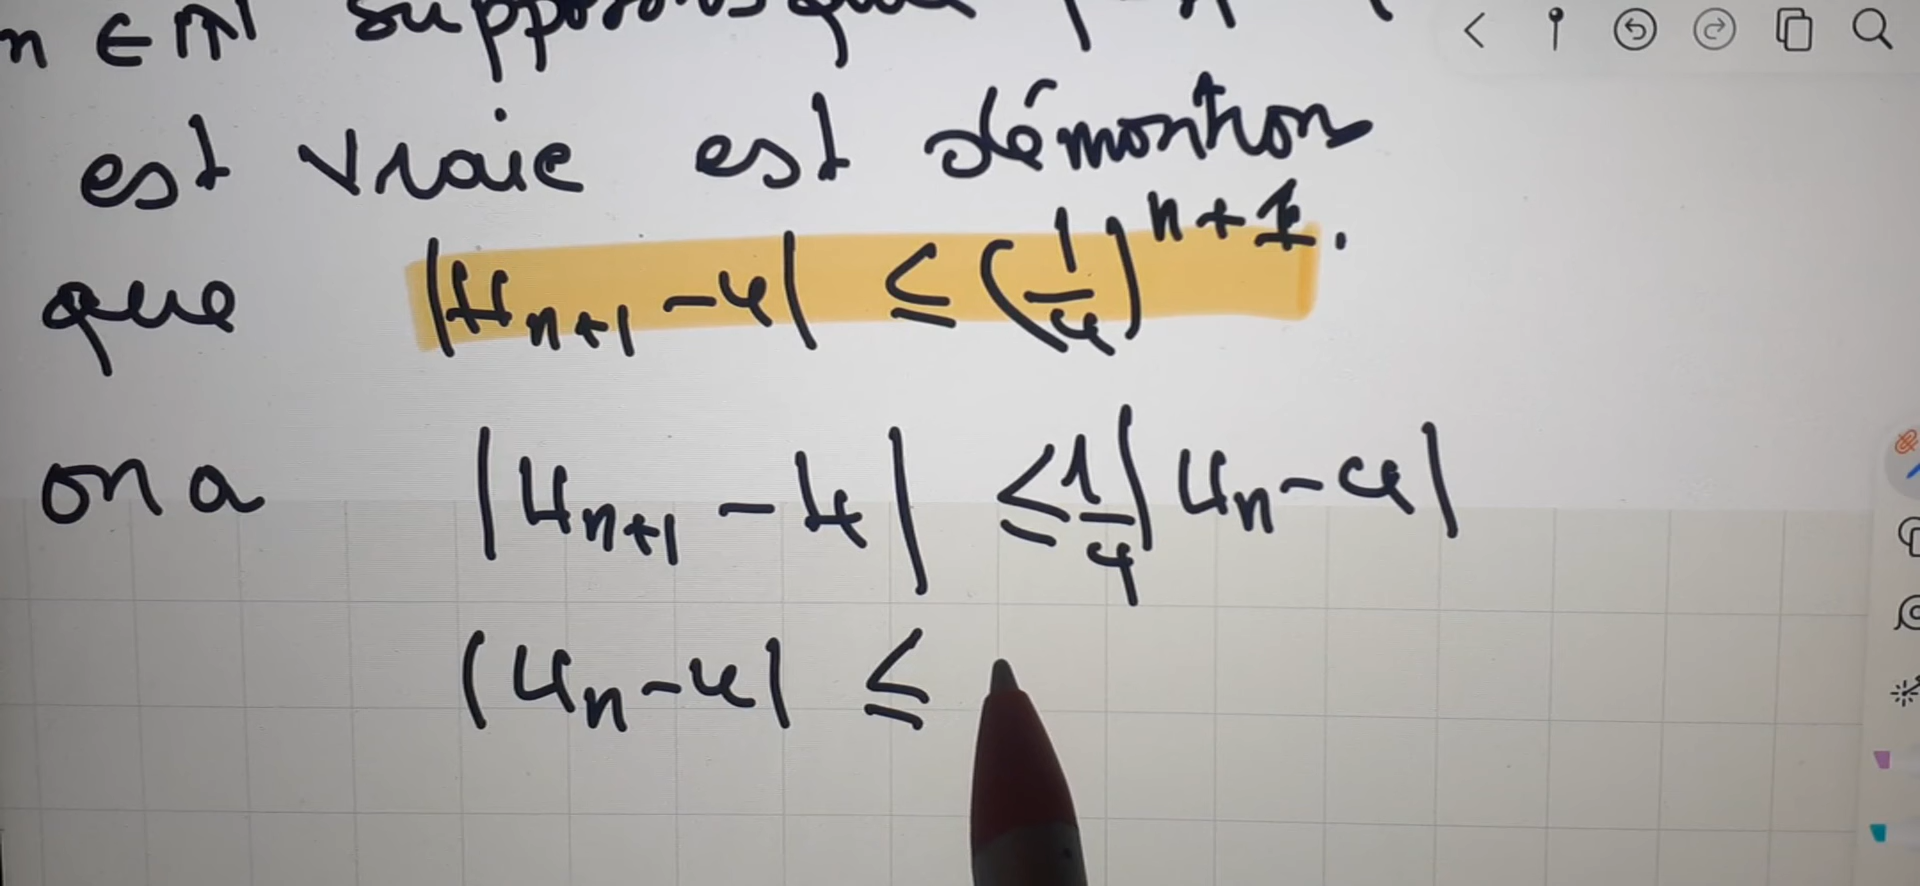 n ∈ ℕ supposons que
est vraie est démontrons
que |U_{n+1} - 4| ≤ (1/4)^{n+1}.
on a |U_{n+1} - 4| ≤ 1/4 |U_n - 4|
|U_n - 4| ≤